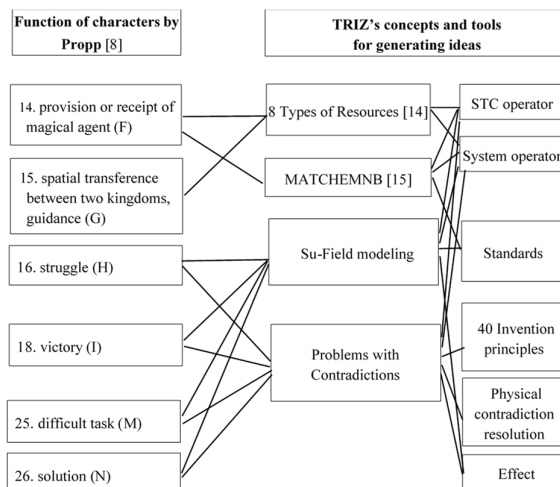 Function of characters by
Propp [8]
TRIZ's concepts and tools
for generating ideas
14. provision or receipt of
magical agent (F)
8 Types of Resources [14]
STC operator
System operator
15. spatial transference
between two kingdoms,
guidance (G)
MATCHEMNB [15]
16. struggle (H)
Su-Field modeling
Standards
18. victory (I)
Problems with
Contradictions
40 Invention
principles
25. difficult task (M)
Physical
contradiction
resolution
26. solution (N)
Effect